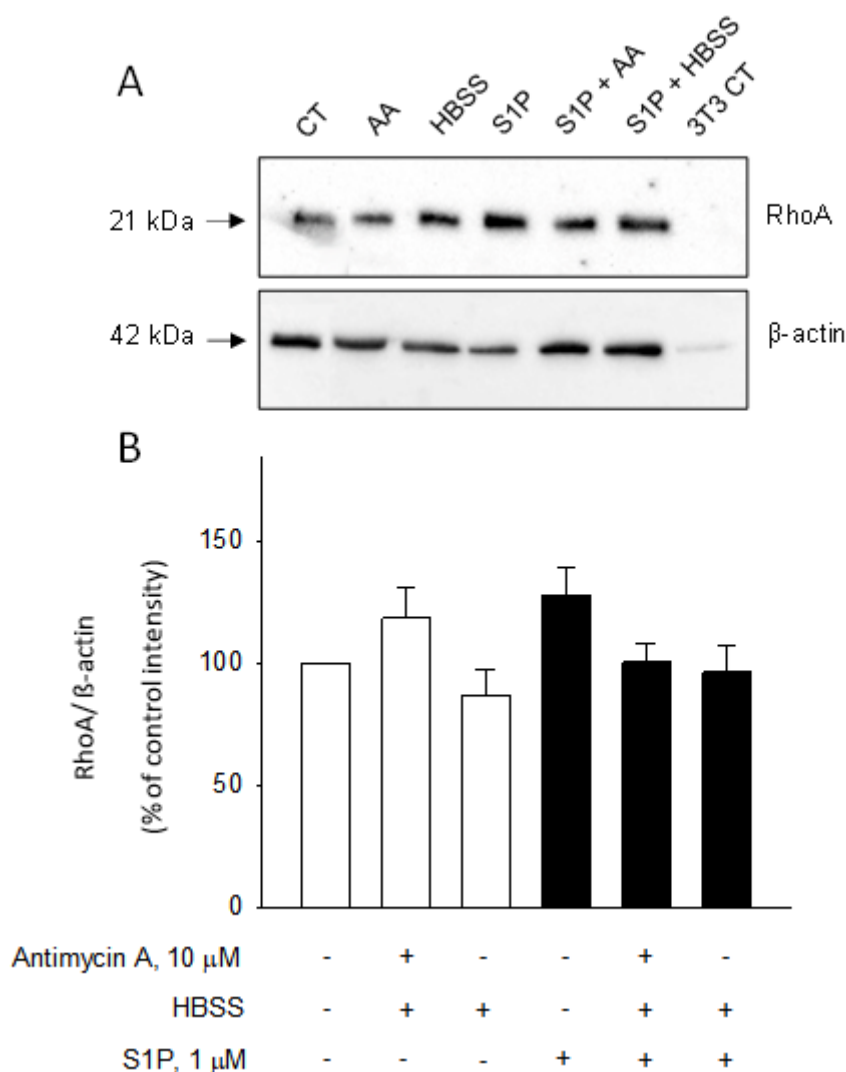 A
CT AA HBSS S1P S1P + AA S1P + HBSS 3T3 CT
21 kDa RhoA
42 kDa β-actin
B
RhoA/ß-actin
(% of control intensity)
150
100
50
0
Antimycin A, 10 μM - + - - + -
HBSS - + + - + +
S1P, 1 μM - - - + + +